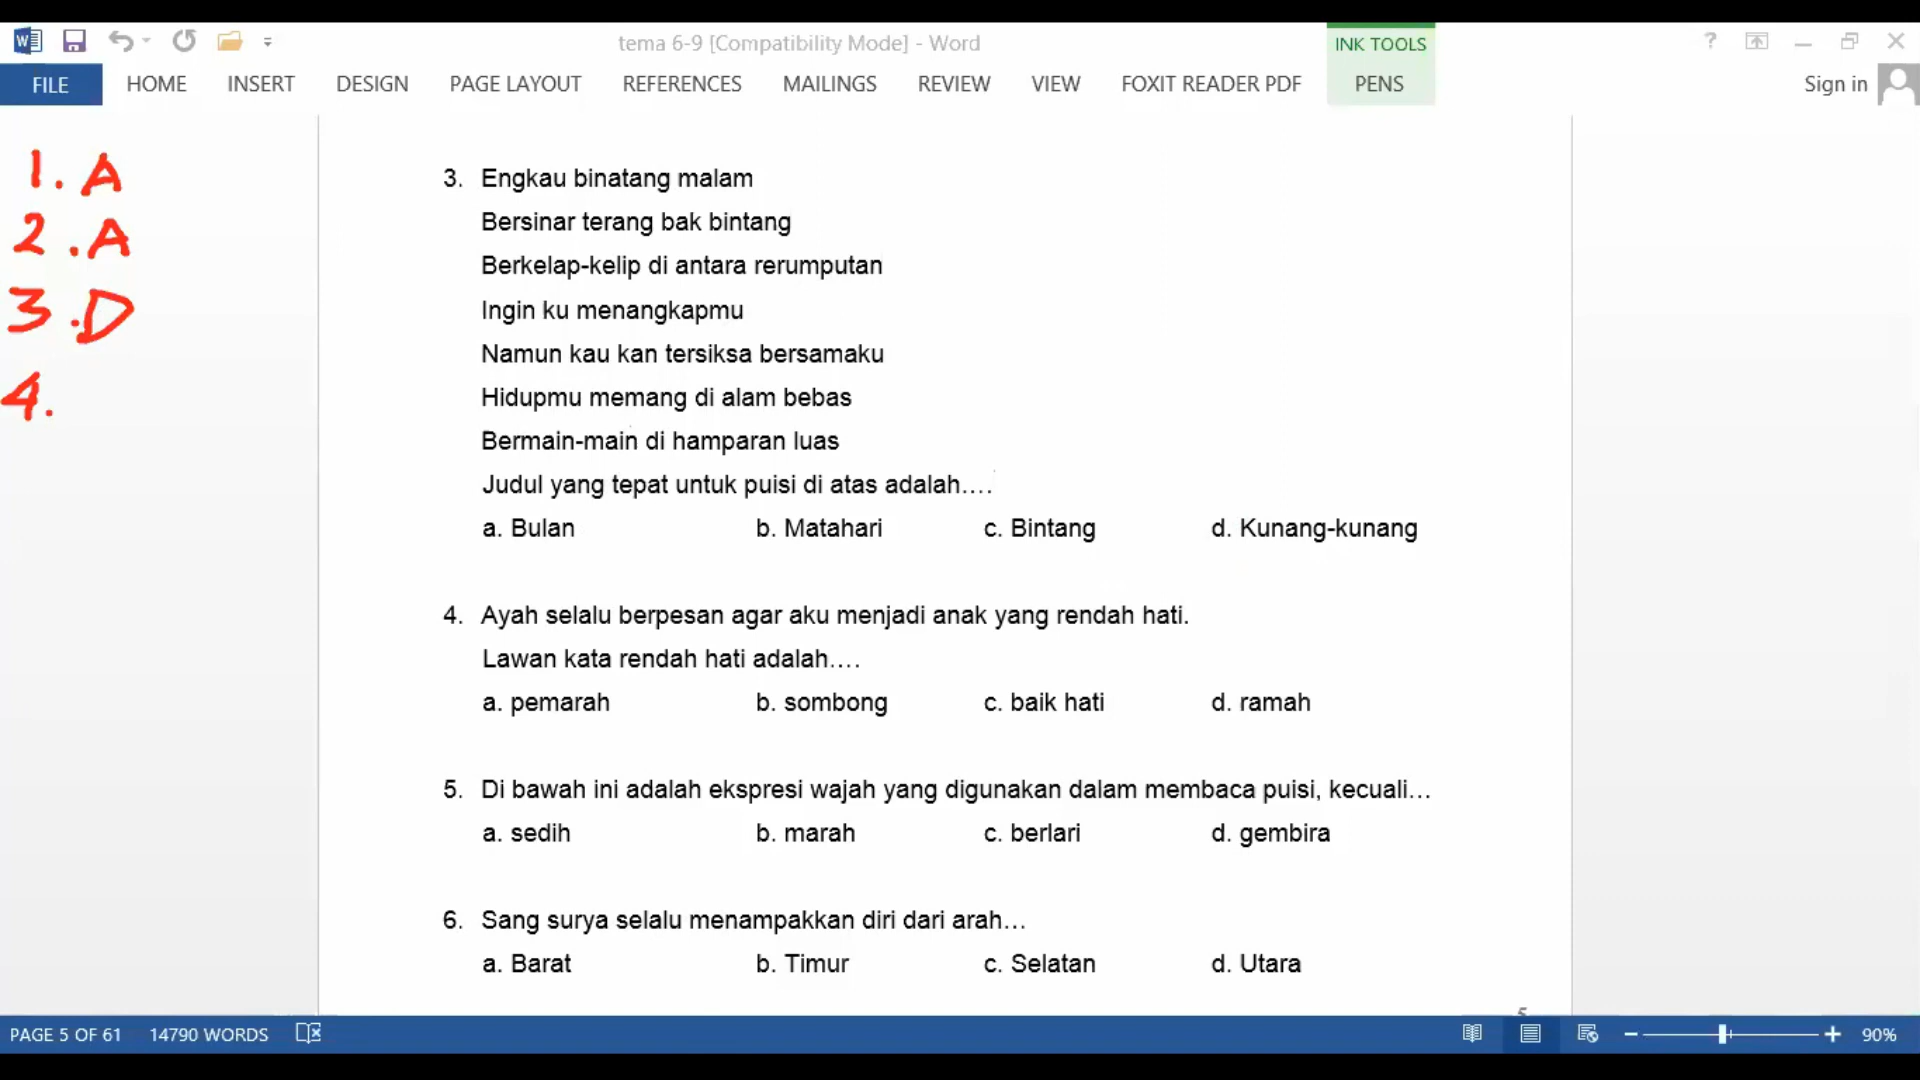 tema 6-9 [Compatibility Mode] - Word
INK TOOLS
?
FILE HOME INSERT DESIGN PAGE LAYOUT REFERENCES MAILINGS REVIEW VIEW FOXIT READER PDF PENS Sign in
1. A
2. A
3. D
4.
3. Engkau binatang malam
Bersinar terang bak bintang
Berkelap-kelip di antara rerumputan
Ingin ku menangkapmu
Namun kau kan tersiksa bersamaku
Hidupmu memang di alam bebas
Bermain-main di hamparan luas
Judul yang tepat untuk puisi di atas adalah....
a. Bulan b. Matahari c. Bintang d. Kunang-kunang
4. Ayah selalu berpesan agar aku menjadi anak yang rendah hati.
Lawan kata rendah hati adalah....
a. pemarah b. sombong c. baik hati d. ramah
5. Di bawah ini adalah ekspresi wajah yang digunakan dalam membaca puisi, kecuali...
a. sedih b. marah c. berlari d. gembira
6. Sang surya selalu menampakkan diri dari arah...
a. Barat b. Timur c. Selatan d. Utara
PAGE 5 OF 61 14790 WORDS 90%